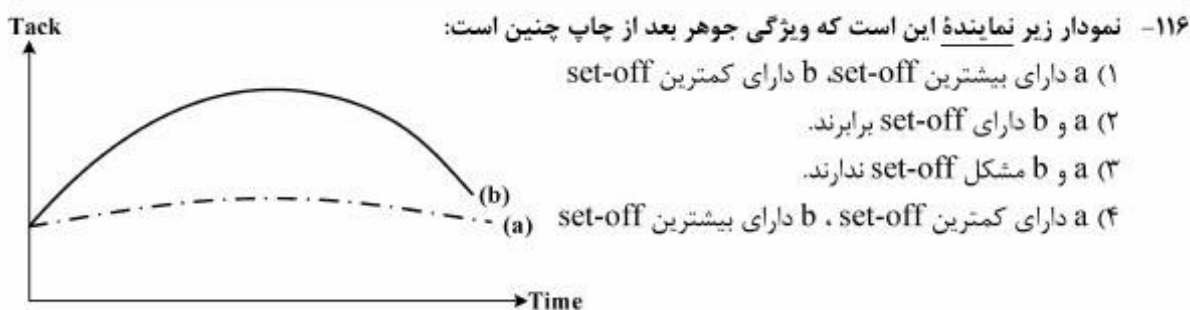 ۱۱۶- نمودار زیر نمایندهٔ این است که ویژگی جوهر بعد از چاپ چنین است:
۱) a دارای بیشترین set-off، b دارای کمترین set-off
۲) a و b دارای set-off برابرند.
۳) a و b مشکل set-off ندارند.
۴) a دارای کمترین set-off ، b دارای بیشترین set-off
Tack
(b)
(a)
Time